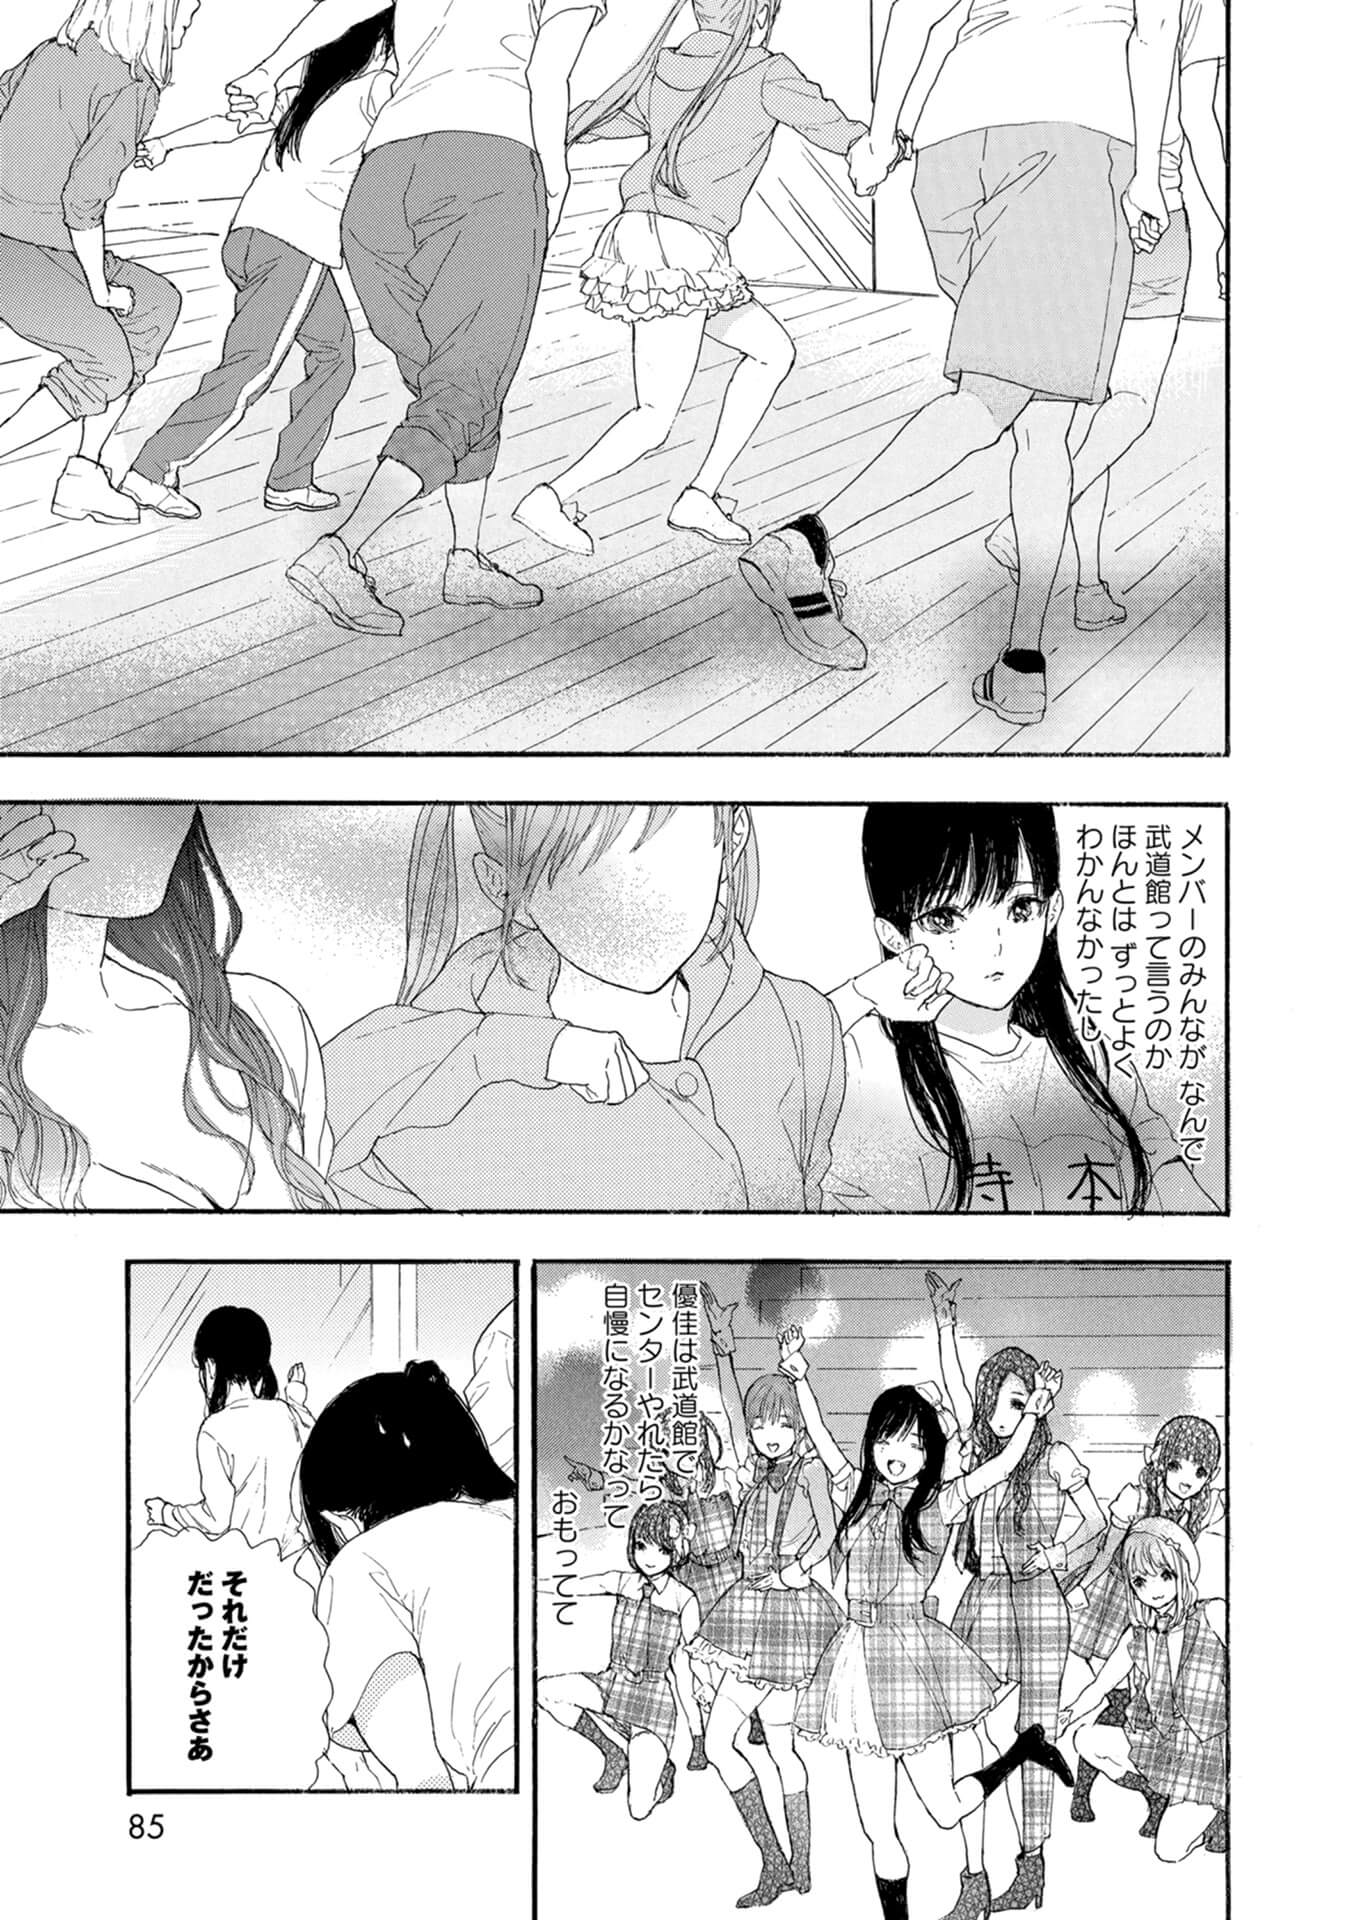 メンバーのみんなが なんで
武道館って言うのか
ほんとは ずっとよく
わかんなかったし
寺本
優佳は武道館で
センターやれたら
自慢になるかなって
おもってて
それだけ
だったからさあ
85